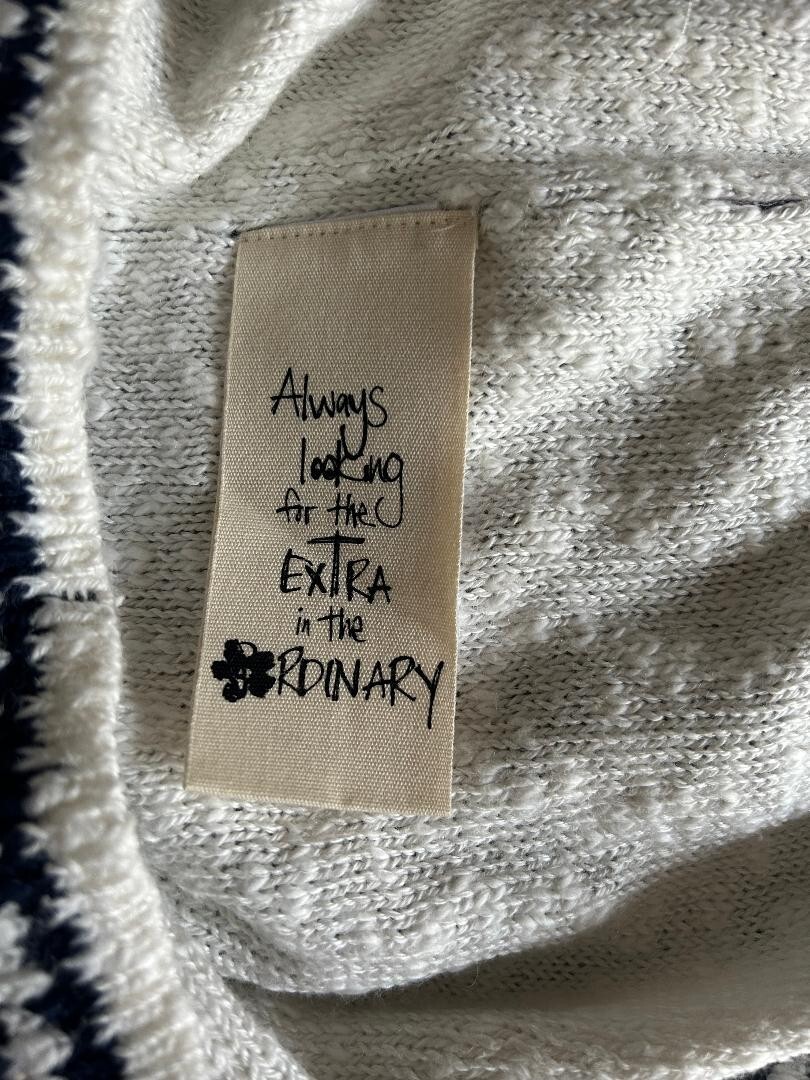 Always
looking
for the
EXTRA
in the
ORDINARY